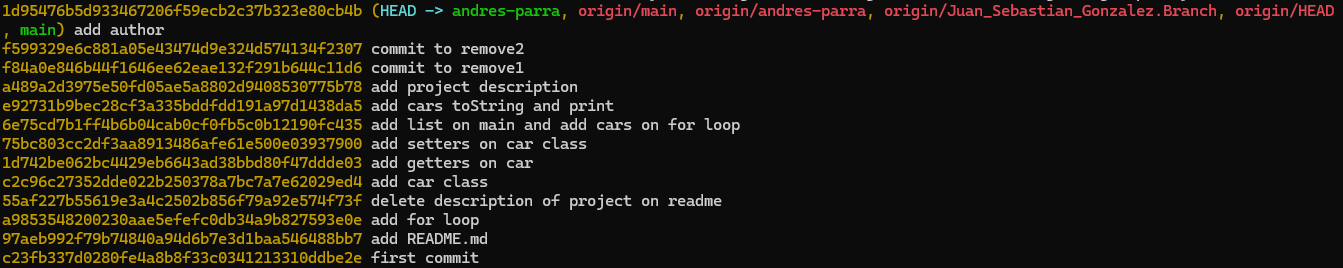 1d95476b5d933467206f59ecb2c37b323e80cb4b (HEAD -> andres-parra, origin/main, origin/andres-parra, origin/Juan_Sebastian_Gonzalez.Branch, origin/HEAD
, main) add author
f599329e6c881a05e43474d9e324d574134f2307 commit to remove2
f84a0e846b44f1646ee62eae132f291b644c11d6 commit to remove1
a489a2d3975e50fd05ae5a8802d9408530775b78 add project description
e92731b9bec28cf3a335bddfdd191a97d1438da5 add cars toString and print
6e75cd7b1ff4b6b04cab0cf0fb5c0b12190fc435 add list on main and add cars on for loop
75bc803cc2df3aa8913486afe61e500e03937900 add setters on car class
1d742be062bc4429eb6643ad38bbd80f47ddde03 add getters on car
c2c96c27352dde022b250378a7bc7a7e62029ed4 add car class
55af227b55619e3a4c2502b856f79a92e574f73f delete description of project on readme
a9853548200230aae5efefc0db34a9b827593e0e add for loop
97aeb992f79b74840a94d6b7e3d1baa546488bb7 add README.md
c23fb337d0280fe4a8b8f33c0341213310ddbe2e first commit